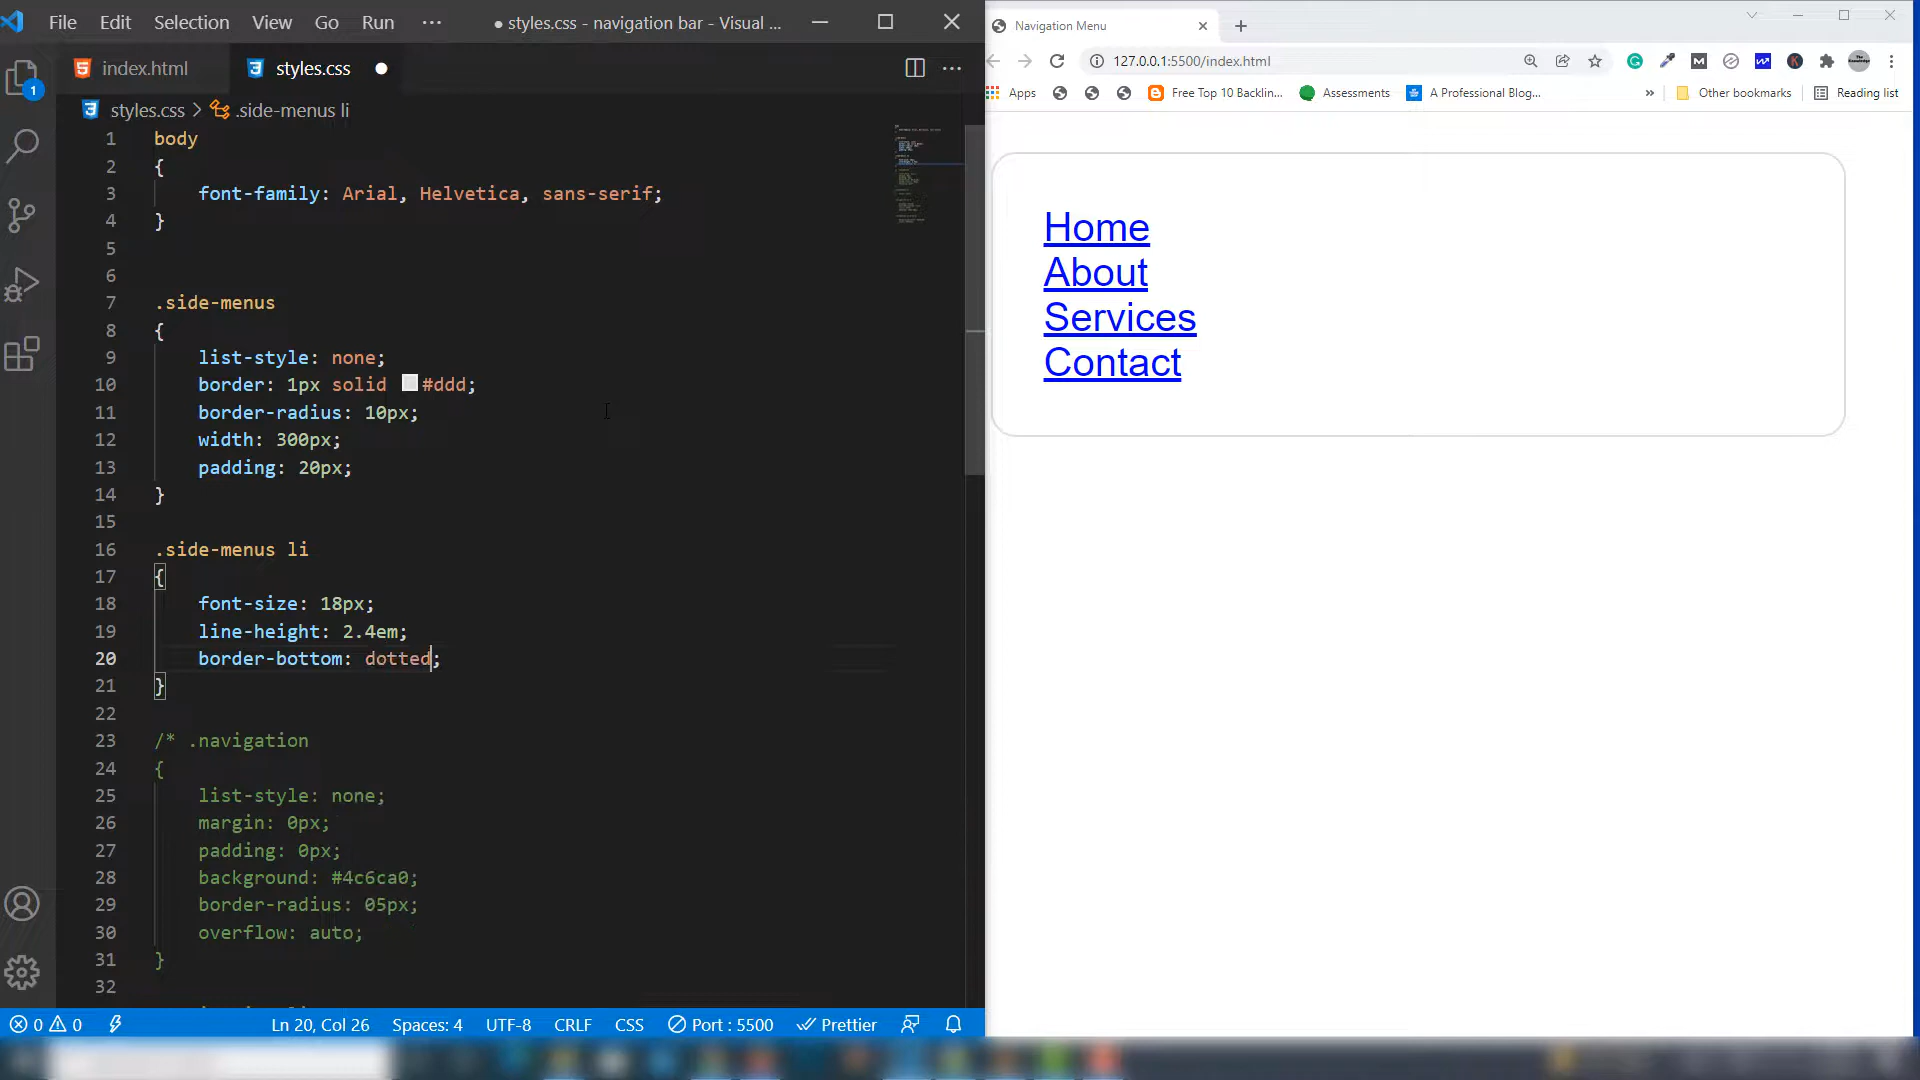 File Edit Selection View Go Run ··· ● styles.css - navigation bar - Visual ...
index.html styles.css ●
styles.css > .side-menus li
1 body
2 {
3 font-family: Arial, Helvetica, sans-serif;
4 }
5
6
7 .side-menus
8 {
9 list-style: none;
10 border: 1px solid #ddd;
11 border-radius: 10px;
12 width: 300px;
13 padding: 20px;
14 }
15
16 .side-menus li
17 {
18 font-size: 18px;
19 line-height: 2.4em;
20 border-bottom: dotted;
21 }
22
23 /* .navigation
24 {
25 list-style: none;
26 margin: 0px;
27 padding: 0px;
28 background: #4c6ca0;
29 border-radius: 05px;
30 overflow: auto;
31 }
32
1
0 0 Ln 20, Col 26 Spaces: 4 UTF-8 CRLF CSS Port : 5500 Prettier
Navigation Menu
127.0.0.1:5500/index.html
Apps Free Top 10 Backlin... Assessments A Professional Blog... » Other bookmarks Reading list
Home
About
Services
Contact